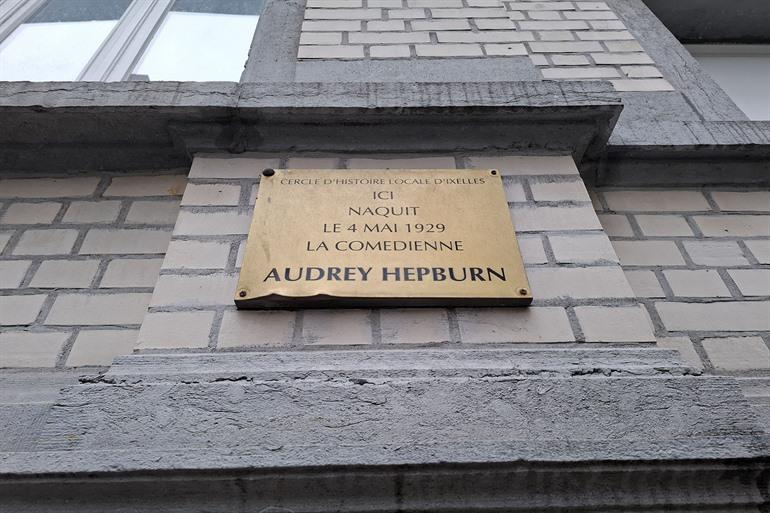 CERCLE D'HISTOIRE LOCALE D'IXELLES
ICI
NAQUIT
LE 4 MAI 1929
LA COMEDIENNE
AUDREY HEPBURN